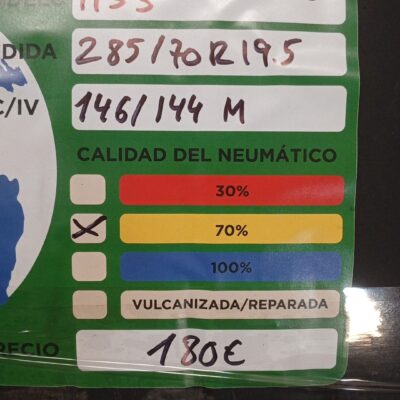 DIDA 285/70R19.5
C/IV 146/144 M
CALIDAD DEL NEUMÁTICO
30%
70%
100%
VULCANIZADA/REPARADA
RECIO 180€